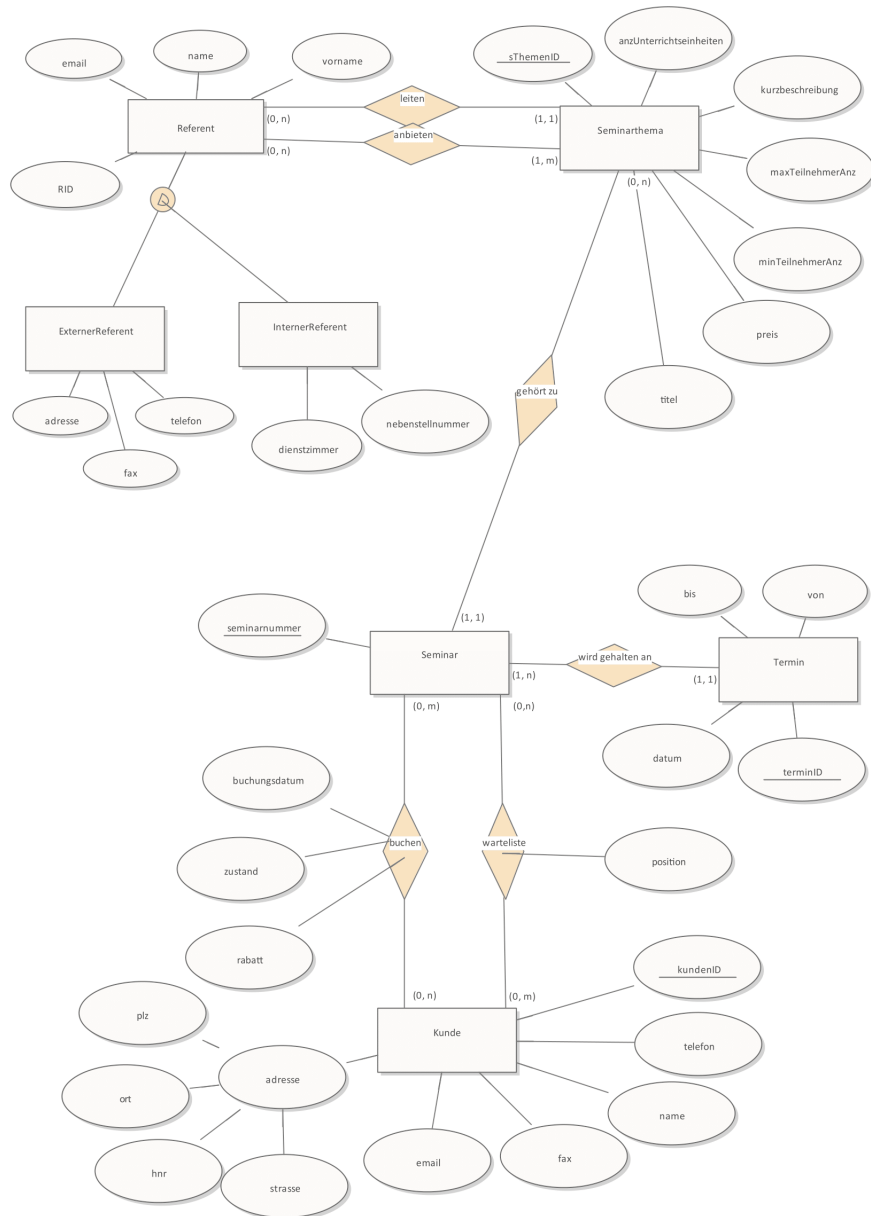 name
email
vorname
anzUnterrichtseinheiten
sThemenID
kurzbeschreibung
leiten
(0, n)
(1, 1)
Referent
anbieten
Seminarthema
(0, n)
(1, m)
(0, n)
maxTeilnehmerAnz
RID
D
minTeilnehmerAnz
ExternerReferent
InternerReferent
preis
gehört zu
titel
adresse
telefon
nebenstellnummer
dienstzimmer
fax
bis
von
(1, 1)
seminarnummer
Seminar
wird gehalten an
Termin
(1, n)
(1, 1)
(0, m)
(0,n)
datum
terminID
buchungsdatum
buchen
warteliste
position
zustand
rabatt
kundenID
(0, n)
(0, m)
plz
Kunde
telefon
adresse
ort
name
email
fax
hnr
strasse